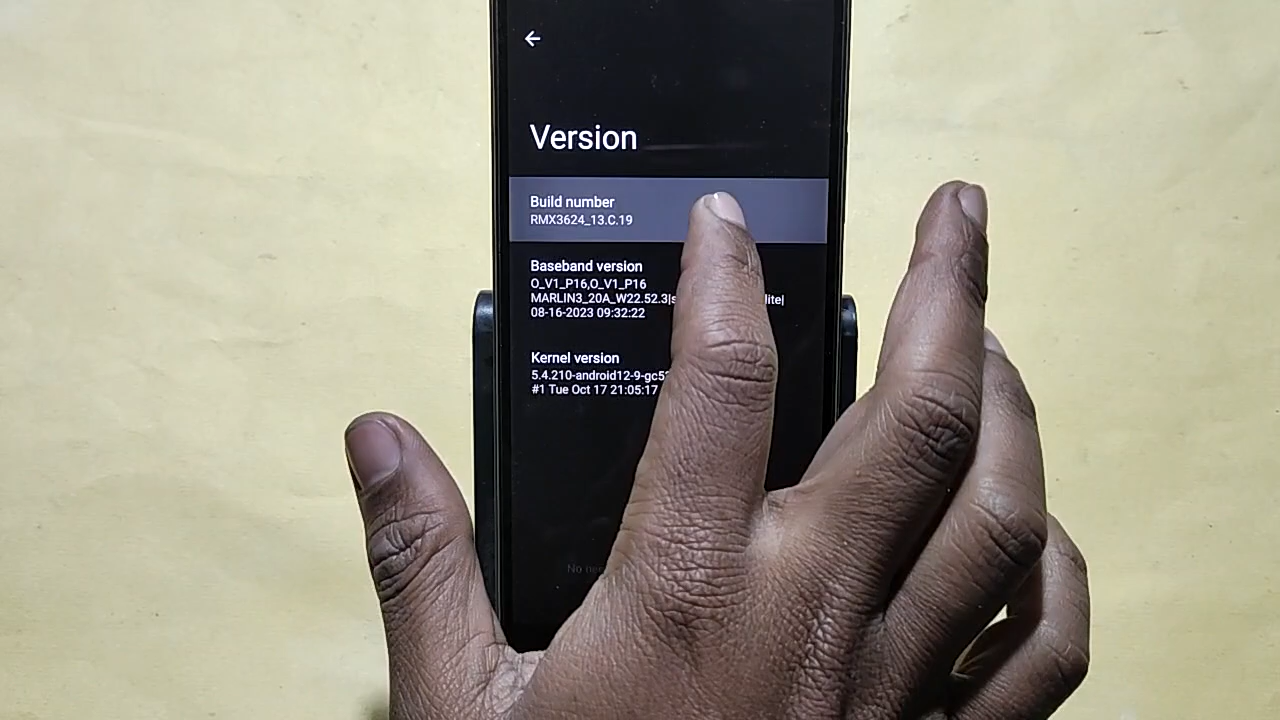 Version
Build number
RMX3624_13.C.19
Baseband version
O_V1_P16,O_V1_P16
MARLIN3_20A_W22.52.3|s lite|
08-16-2023 09:32:22
Kernel version
5.4.210-android12-9-gc5
#1 Tue Oct 17 21:05:17
No